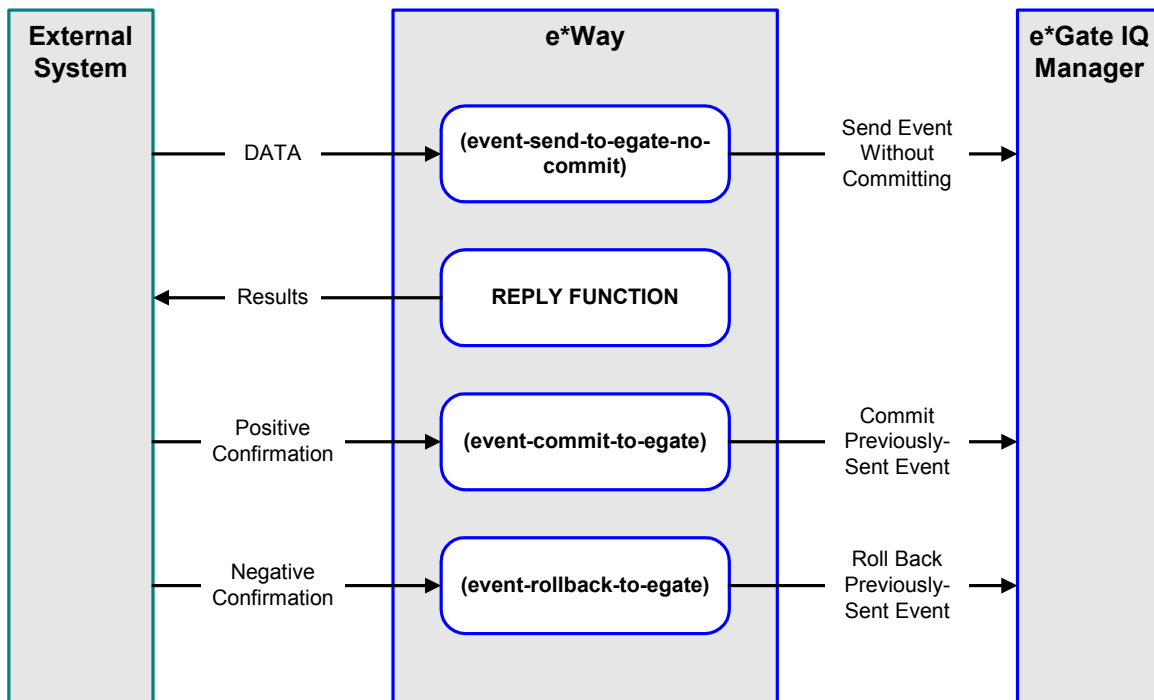 External
System
e*Way
e*Gate IQ
Manager
DATA
(event-send-to-egate-no-
commit)
Send Event
Without
Committing
Results
REPLY FUNCTION
Positive
Confirmation
(event-commit-to-egate)
Commit
Previously-
Sent Event
Negative
Confirmation
(event-rollback-to-egate)
Roll Back
Previously-
Sent Event